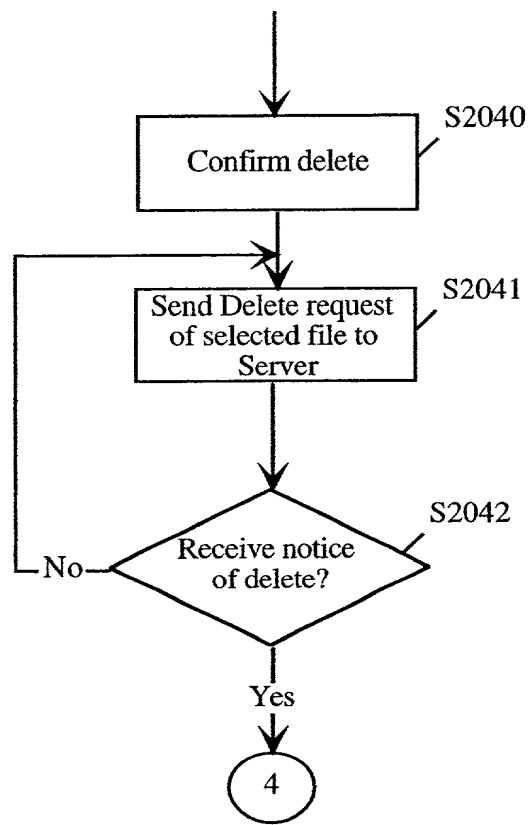 S2040
Confirm delete
S2041
Send Delete request
of selected file to
Server
S2042
Receive notice
of delete?
No
Yes
4